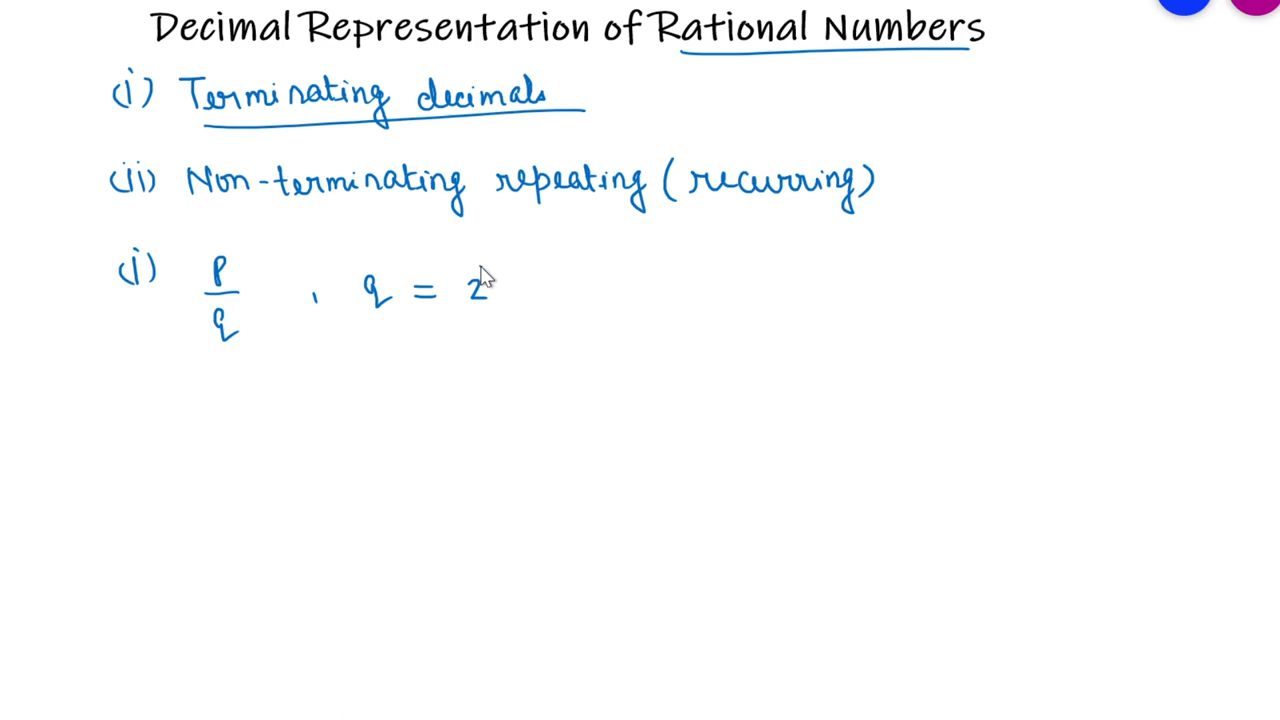 Decimal Representation of Rational Numbers
(i) Terminating decimals
(ii) Non-terminating repeating (recurring)
(i) p/q , q = 2